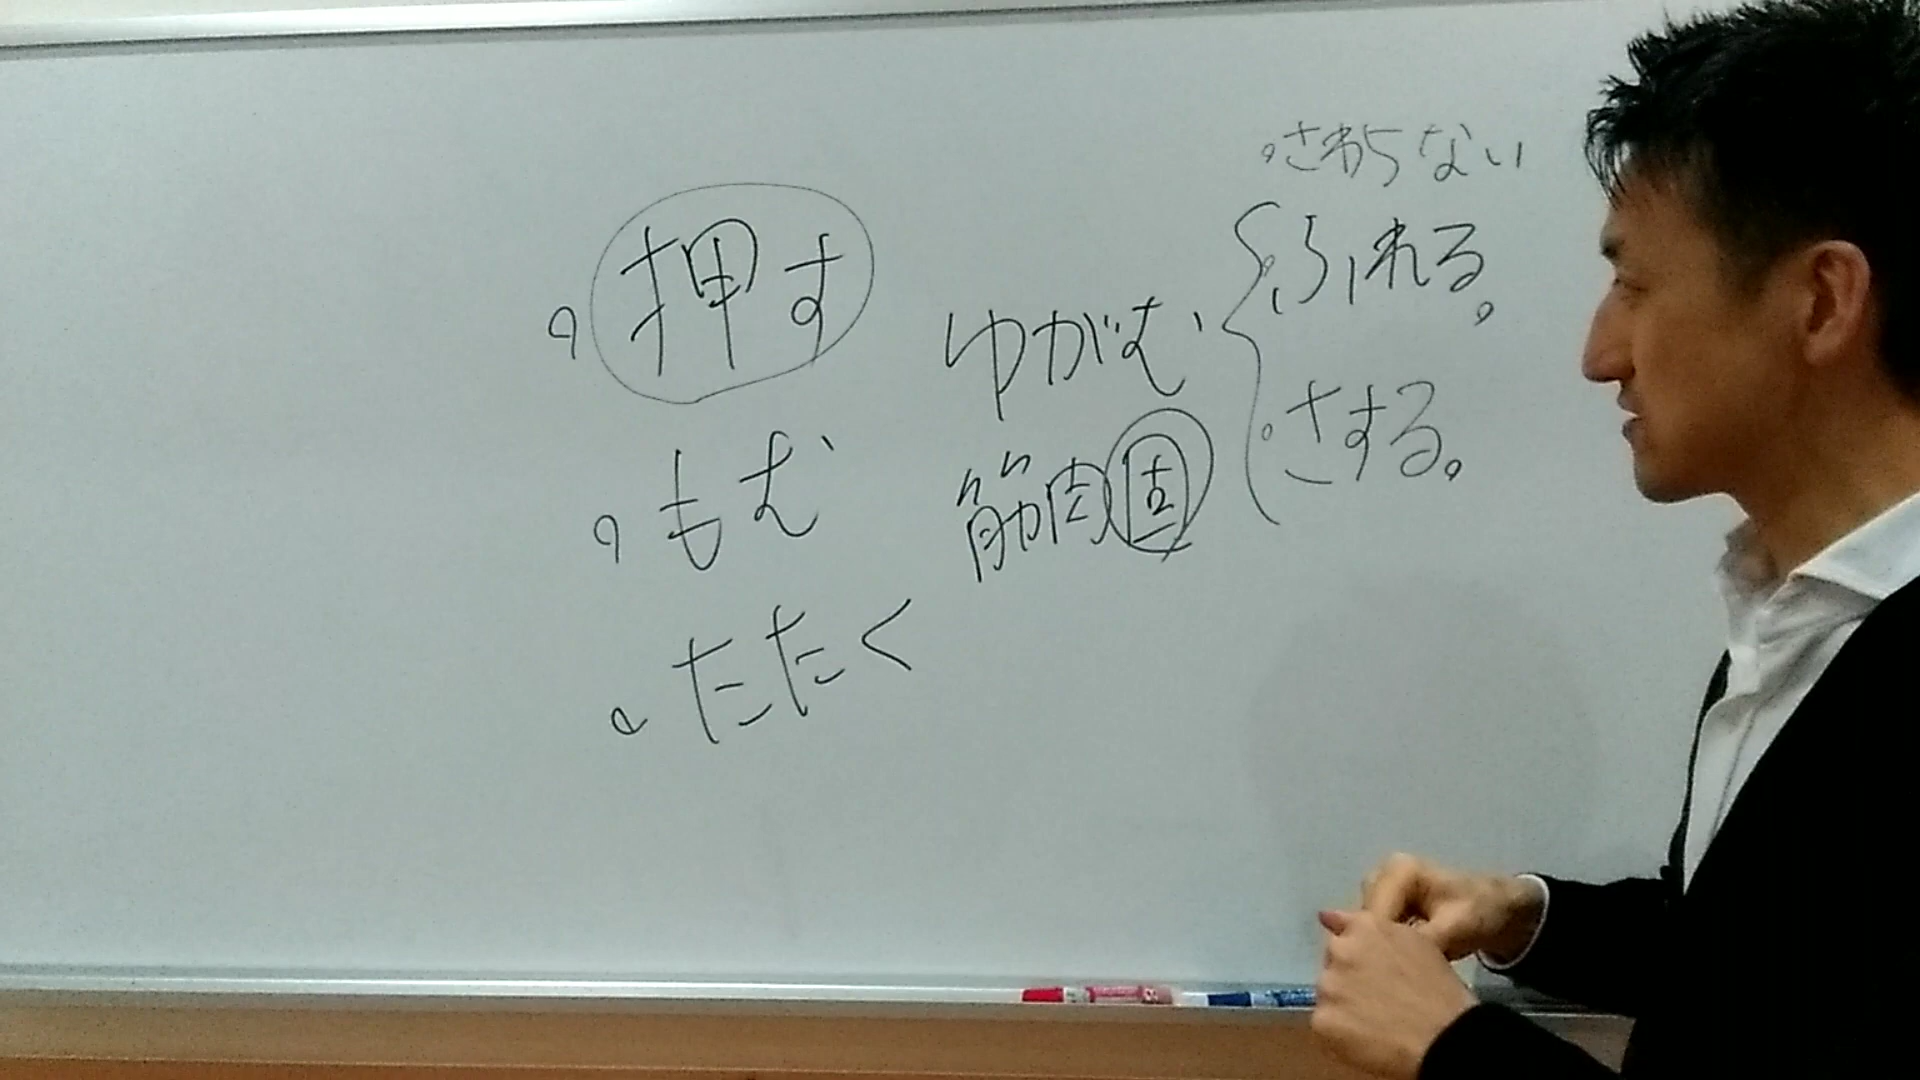 。押す
。もむ
。たたく
ゆがむ、
筋肉固
。さわらない
。ふれる。
。さする。